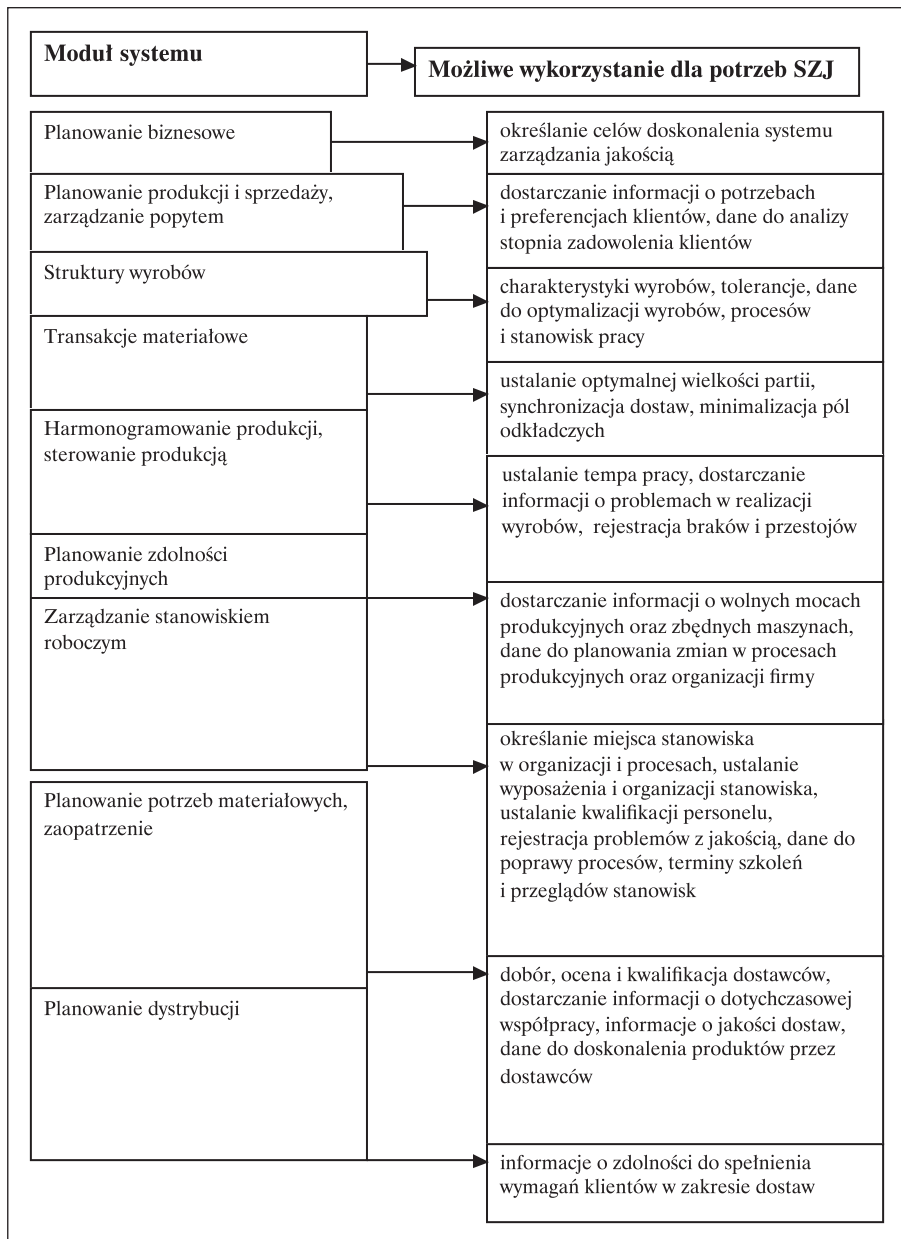 Moduł systemu
Możliwe wykorzystanie dla potrzeb SZJ
Planowanie biznesowe
określanie celów doskonalenia systemu
zarządzania jakością
Planowanie produkcji i sprzedaży,
zarządzanie popytem
dostarczanie informacji o potrzebach
i preferencjach klientów, dane do analizy
stopnia zadowolenia klientów
Struktury wyrobów
charakterystyki wyrobów, tolerancje, dane
do optymalizacji wyrobów, procesów
i stanowisk pracy
Transakcje materiałowe
ustalanie optymalnej wielkości partii,
synchronizacja dostaw, minimalizacja pól
odkładczych
Harmonogramowanie produkcji,
sterowanie produkcją
ustalanie tempa pracy, dostarczanie
informacji o problemach w realizacji
wyrobów, rejestracja braków i przestojów
Planowanie zdolności
produkcyjnych
dostarczanie informacji o wolnych mocach
produkcyjnych oraz zbędnych maszynach,
dane do planowania zmian w procesach
produkcyjnych oraz organizacji firmy
Zarządzanie stanowiskiem
roboczym
określanie miejsca stanowiska
w organizacji i procesach, ustalanie
wyposażenia i organizacji stanowiska,
ustalanie kwalifikacji personelu,
rejestracja problemów z jakością, dane do
poprawy procesów, terminy szkoleń
i przeglądów stanowisk
Planowanie potrzeb materiałowych,
zaopatrzenie
dobór, ocena i kwalifikacja dostawców,
dostarczanie informacji o dotychczasowej
współpracy, informacje o jakości dostaw,
dane do doskonalenia produktów przez
dostawców
Planowanie dystrybucji
informacje o zdolności do spełnienia
wymagań klientów w zakresie dostaw